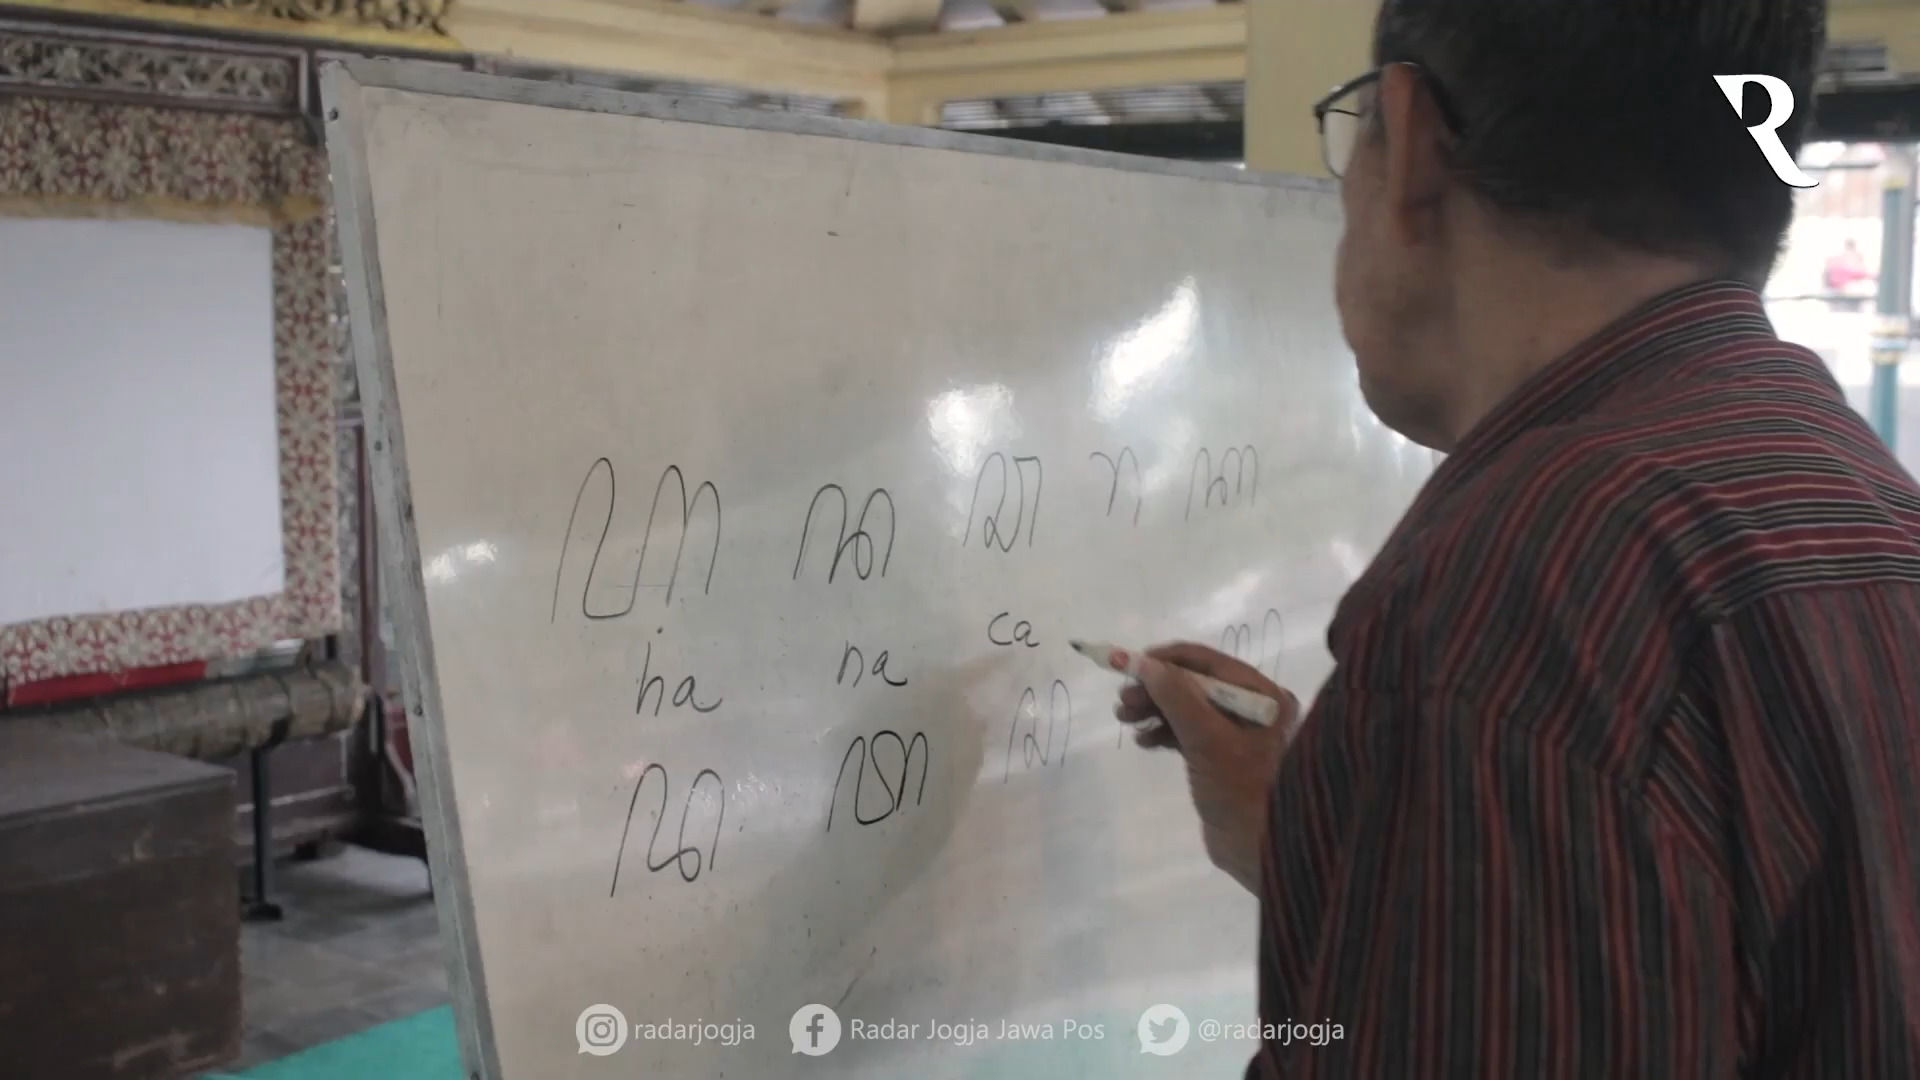 ꦲ ꦤ ꦕ ꦫ ꦏ
ha na ca
ꦢ ꦠ ꦱ
radarjogja Radar Jogja Jawa Pos @radarjogja